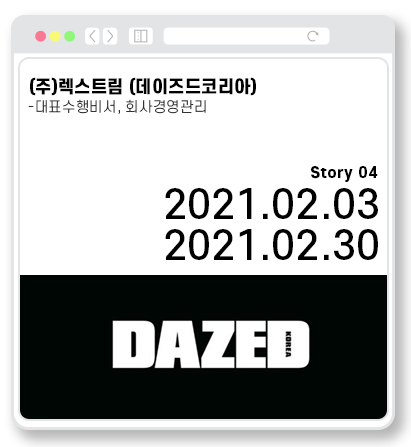 (주)렉스트림 (데이즈드코리아)
-대표수행비서, 회사경영관리
Story 04
2021.02.03
2021.02.30
DAZED
KOREA